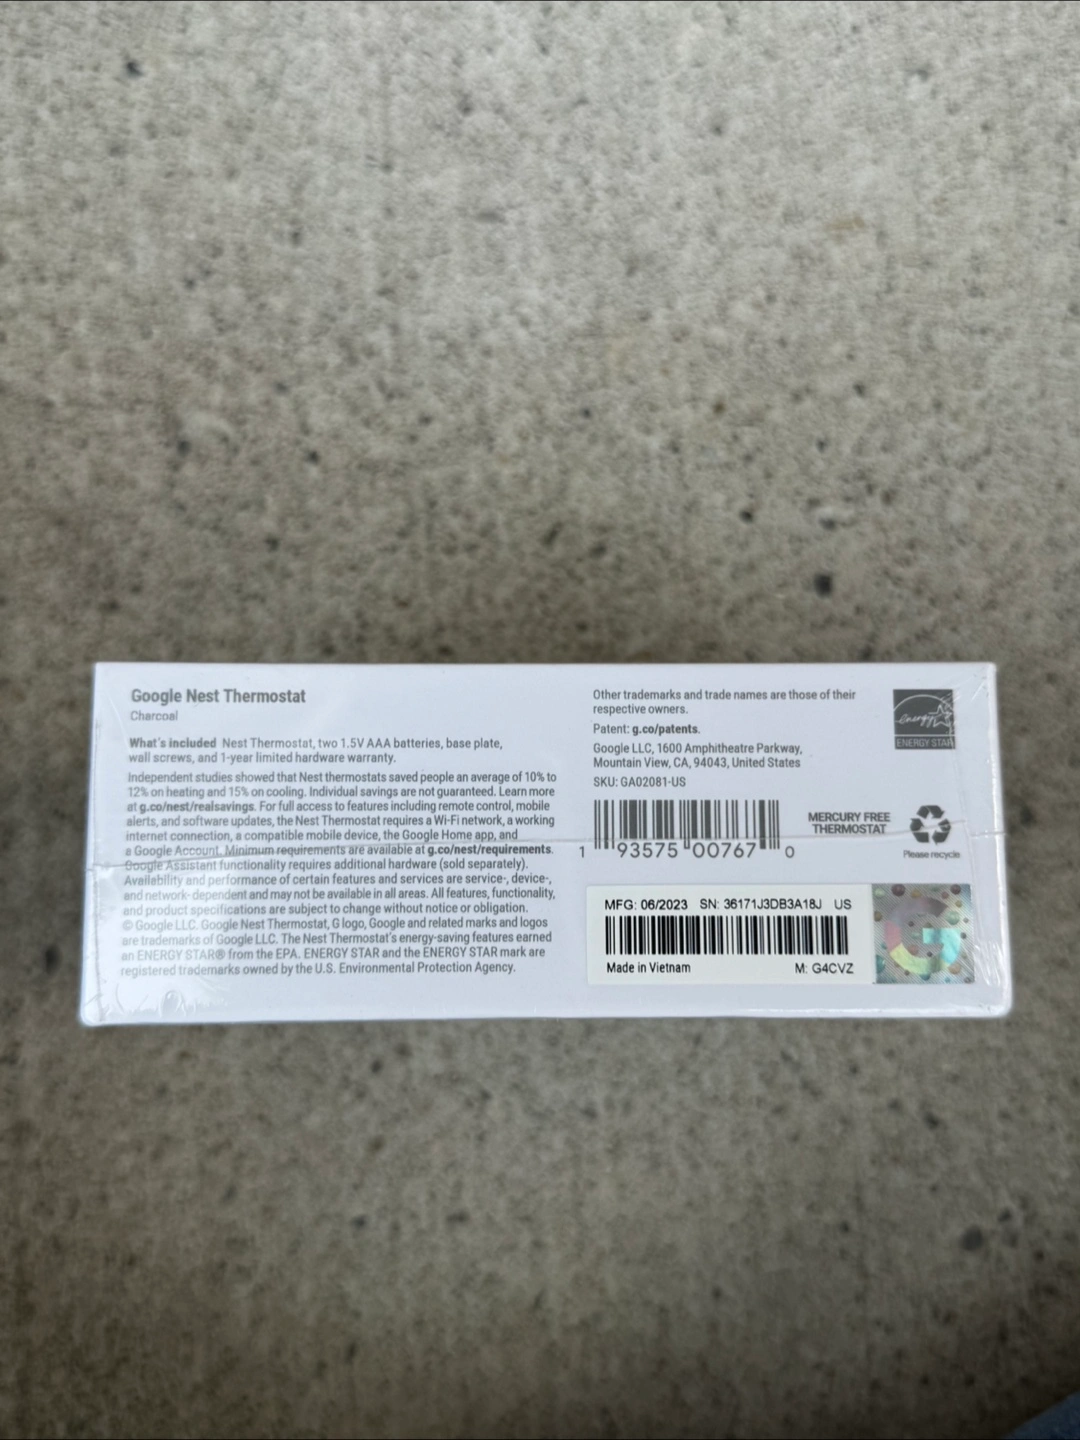 Google Nest Thermostat
Charcoal
What's included Nest Thermostat, two 1.5V AAA batteries, base plate,
wall screws, and 1-year limited hardware warranty.
Independent studies showed that Nest thermostats saved people an average of 10% to
12% on heating and 15% on cooling. Individual savings are not guaranteed. Learn more
at g.co/nest/realsavings. For full access to features including remote control, mobile
alerts, and software updates, the Nest Thermostat requires a Wi-Fi network, a working
internet connection, a compatible mobile device, the Google Home app, and
a Google Account. Minimum requirements are available at g.co/nest/requirements.
Google Assistant functionality requires additional hardware (sold separately).
Availability and performance of certain features and services are service-, device-,
and network-dependent and may not be available in all areas. All features, functionality,
and product specifications are subject to change without notice or obligation.
© Google LLC. Google Nest Thermostat, G logo, Google and related marks and logos
are trademarks of Google LLC. The Nest Thermostat's energy-saving features earned
an ENERGY STAR® from the EPA. ENERGY STAR and the ENERGY STAR mark are
registered trademarks owned by the U.S. Environmental Protection Agency.
Other trademarks and trade names are those of their
respective owners.
Patent: g.co/patents.
Google LLC, 1600 Amphitheatre Parkway,
Mountain View, CA, 94043, United States
SKU: GA02081-US
1 93575 00767 0
energy
ENERGY STAR
MERCURY FREE
THERMOSTAT
Please recycle
MFG: 06/2023 SN: 36171J3DB3A18J US
Made in Vietnam M: G4CVZ
G